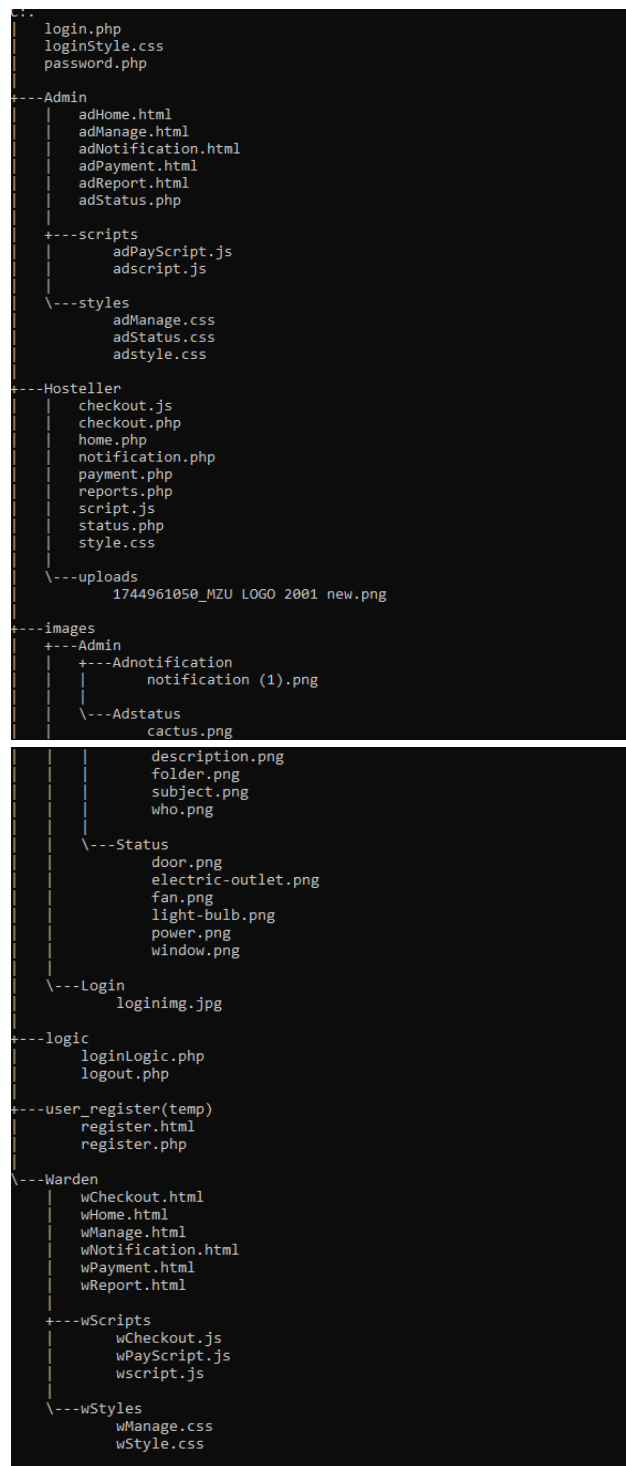 C:.
|   login.php
|   loginStyle.css
|   password.php
|
+---Admin
|   |   adHome.html
|   |   adManage.html
|   |   adNotification.html
|   |   adPayment.html
|   |   adReport.html
|   |   adStatus.php
|   |
|   +---scripts
|   |       adPayScript.js
|   |       adscript.js
|   |
|   \---styles
|           adManage.css
|           adStatus.css
|           adstyle.css
|
+---Hosteller
|   |   checkout.js
|   |   checkout.php
|   |   home.php
|   |   notification.php
|   |   payment.php
|   |   reports.php
|   |   script.js
|   |   status.php
|   |   style.css
|   |
|   \---uploads
|           1744961050_MZU LOGO 2001 new.png
|
+---images
|   +---Admin
|   |   +---Adnotification
|   |   |       notification (1).png
|   |   |
|   |   \---Adstatus
|   |           cactus.png
|   |   |       description.png
|   |   |       folder.png
|   |   |       subject.png
|   |   |       who.png
|   |   |
|   |   \---Status
|   |           door.png
|   |           electric-outlet.png
|   |           fan.png
|   |           light-bulb.png
|   |           power.png
|   |           window.png
|   |
|   \---Login
|           loginimg.jpg
|
+---logic
|       loginLogic.php
|       logout.php
|
+---user_register(temp)
|       register.html
|       register.php
|
\---Warden
    |   wCheckout.html
    |   wHome.html
    |   wManage.html
    |   wNotification.html
    |   wPayment.html
    |   wReport.html
    |
    +---wScripts
    |       wCheckout.js
    |       wPayScript.js
    |       wscript.js
    |
    \---wStyles
            wManage.css
            wStyle.css